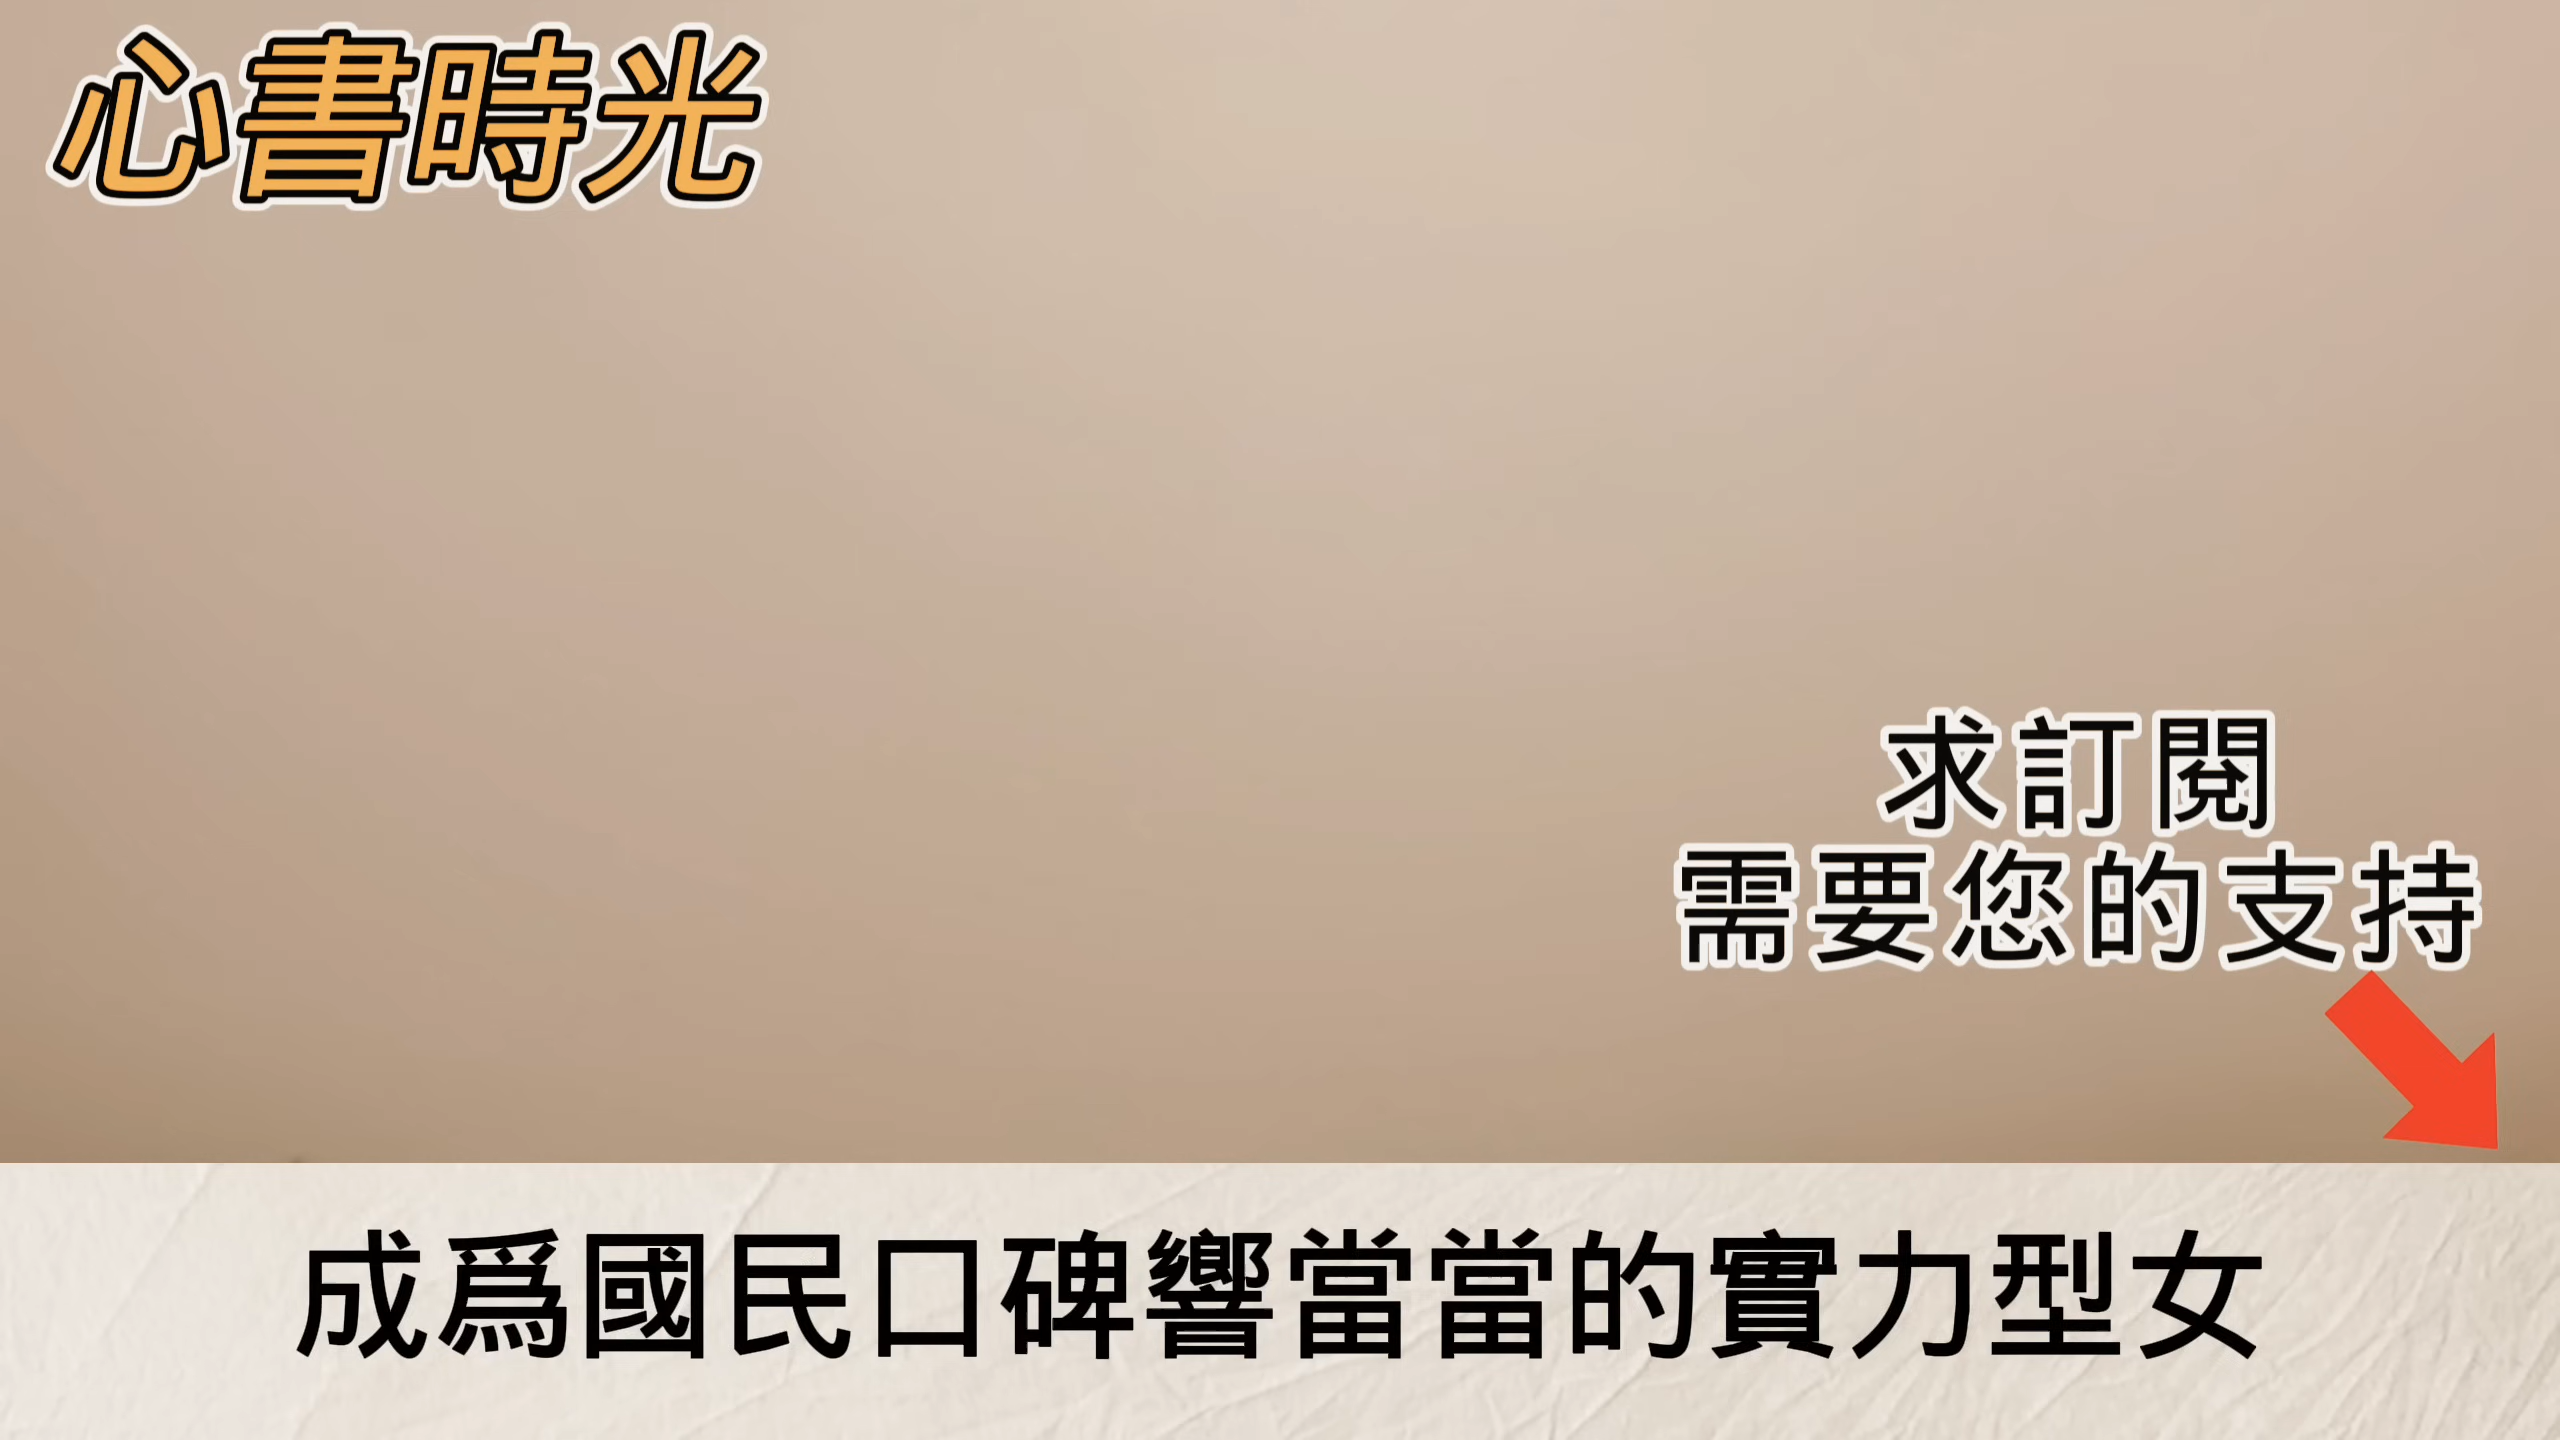 心書時光
求訂閱
需要您的支持
成爲國民口碑響當當的實力型女